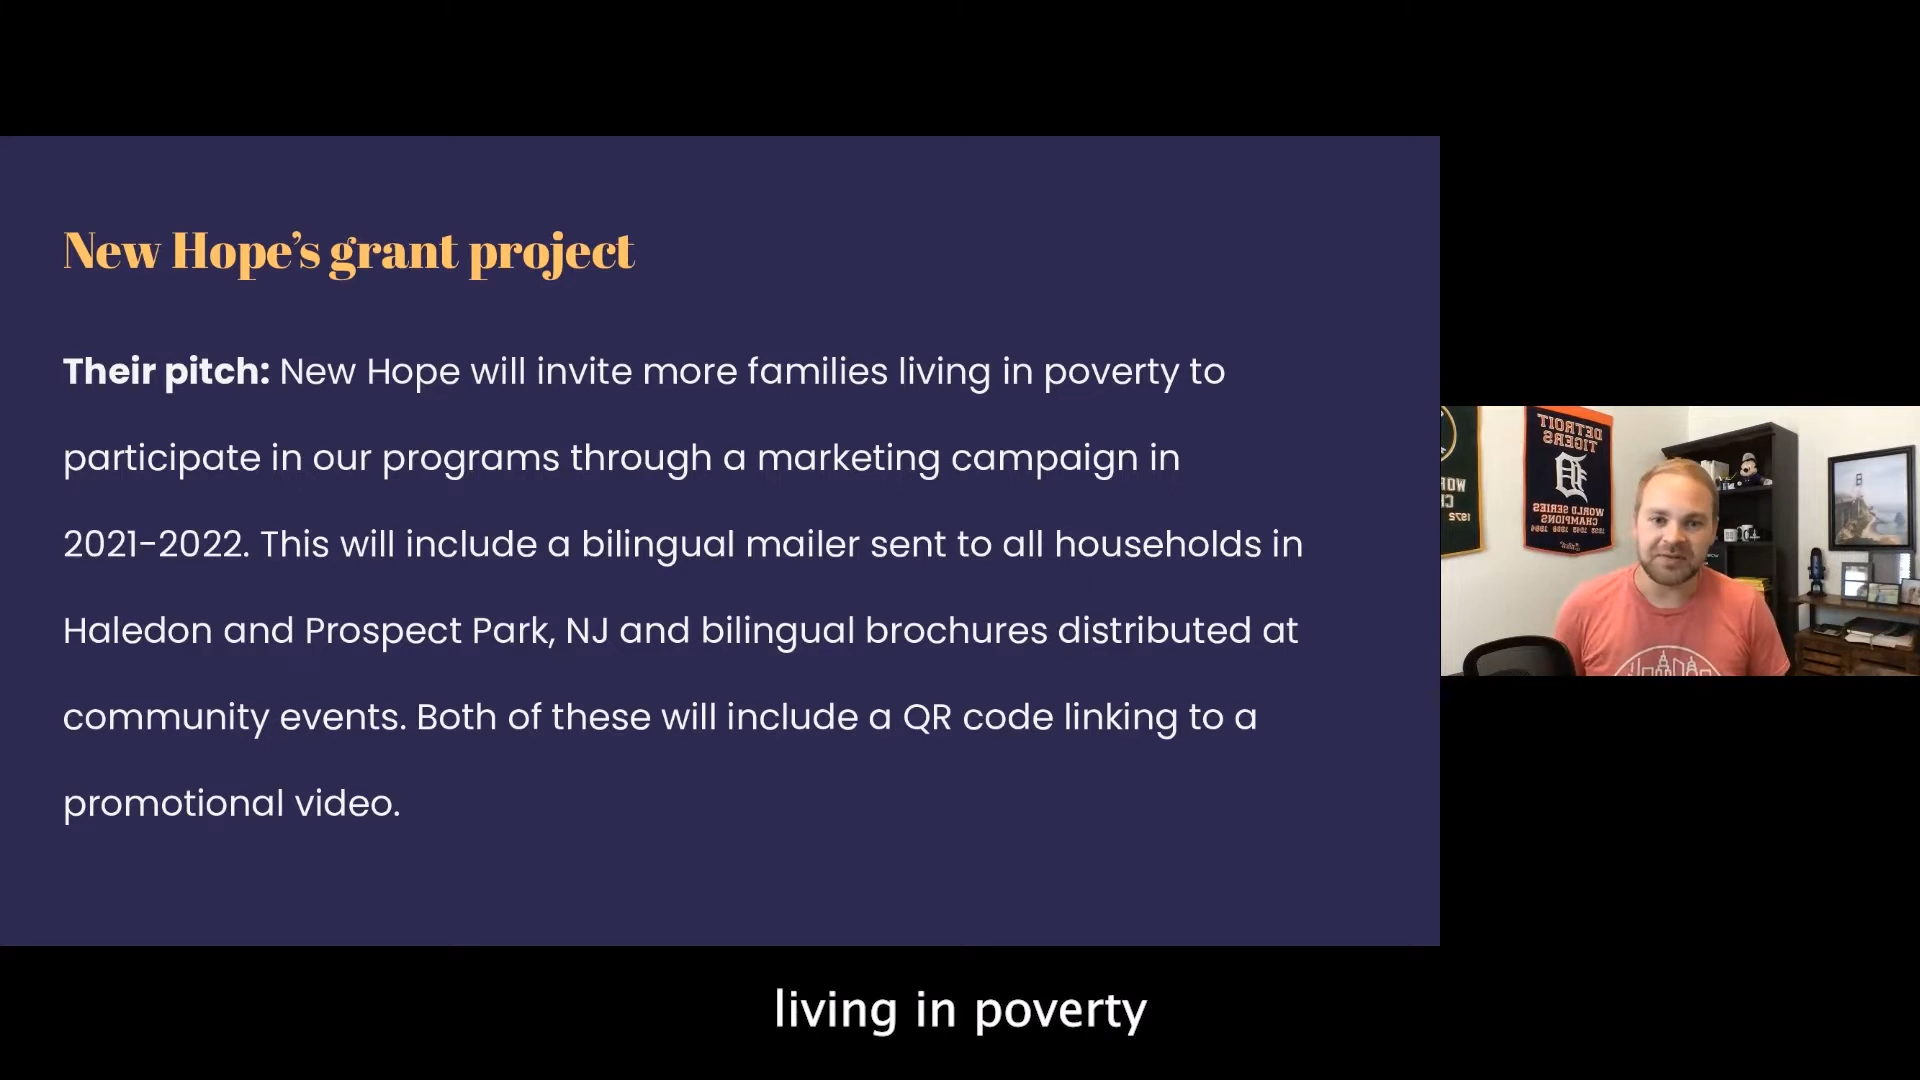 New Hope's grant project
Their pitch: New Hope will invite more families living in poverty to
participate in our programs through a marketing campaign in
2021-2022. This will include a bilingual mailer sent to all households in
Haledon and Prospect Park, NJ and bilingual brochures distributed at
community events. Both of these will include a QR code linking to a
promotional video.
DETROIT
TIGERS
WORLD SERIES
CHAMPIONS
living in poverty